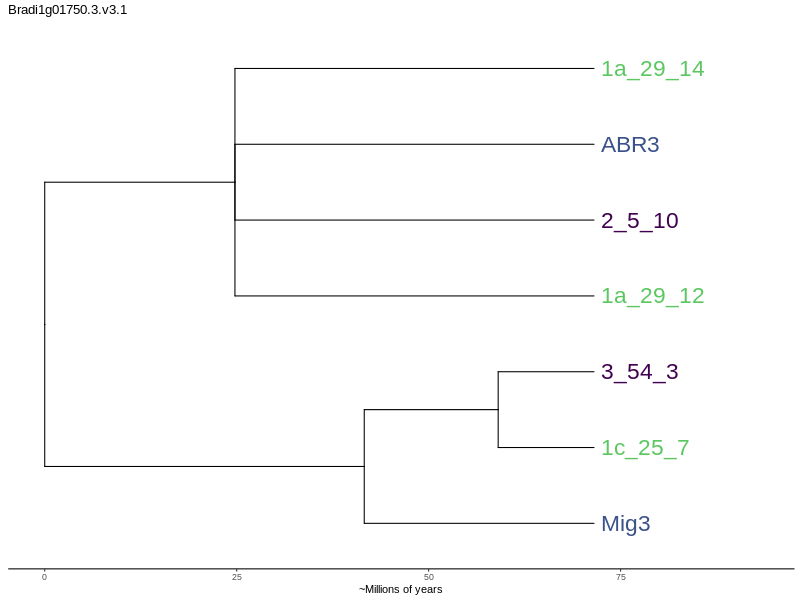 Bradi1g01750.3.v3.1
1a_29_14
ABR3
2_5_10
1a_29_12
3_54_3
1c_25_7
Mig3
0 25 50 75
~Millions of years